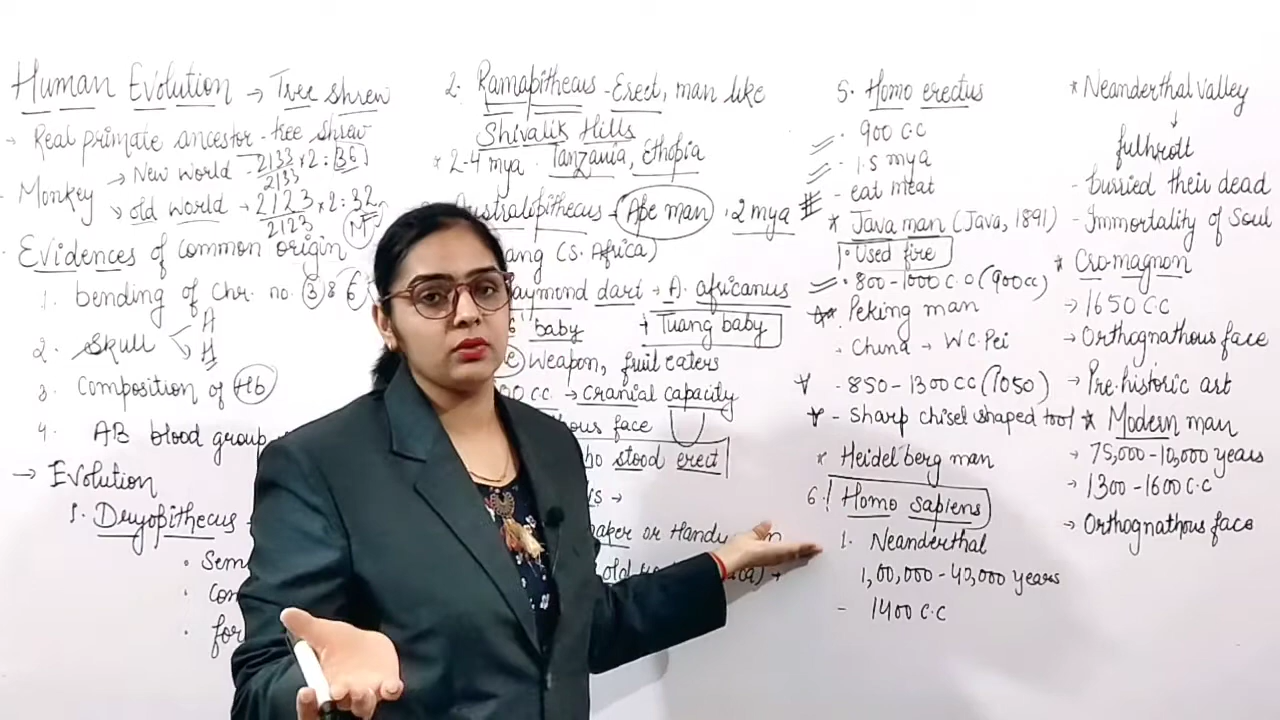 Human Evolution → Tree shrew
→ Real primate ancestor - tree shrew
- Monkey → New world - 2133/2133 × 2 = 36
→ old world → 2123/2123 × 2 = 32
· Evidences of common origin
1. bending of chr. no. 3 & 6
2. Skull A H
3. Composition of Hb
4. AB blood group
→ Evolution
1. Dryopithecus
2. Ramapithecus - Erect, man like
Shivalik Hills
* 2-4 mya · Tanzania, Ethopia
Australopithecus - Ape man · 2 mya
(S. Africa)
dart → A. africanus
baby + Tuang baby
Weapon, fruit eaters
c.c. → cranial capacity
face
stood erect
or Handy
5. Homo erectus
· 900 CC
· 1.5 mya
- eat meat
* Java man (Java, 1891)
1. Used fire
· 800-1000 C.C (900cc)
* Peking man
· China → W.C. Pei
- 850-1300 CC (1050)
- Sharp chisel shaped tool
* Heidelberg man
6. Homo sapiens
1. Neanderthal
1,00,000-40,000 years
- 1400 C.C
* Neanderthal valley
↓
fulhrott
- burried their dead
- Immortality of Soul
* Cro-magnon
→ 1650 CC
→ Orthognathous face
→ Pre-historic art
* Modern man
→ 75,000-10,000 years
→ 1300-1600 C.C
→ Orthognathous face